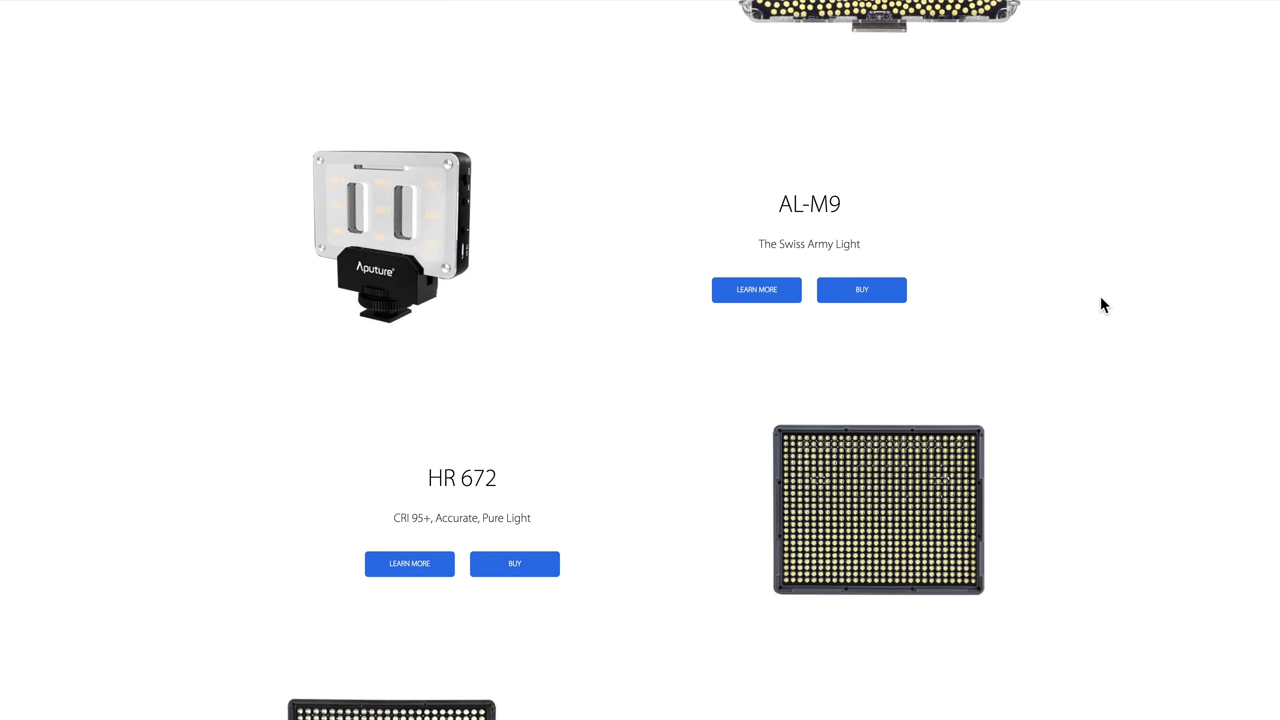 AL-M9
The Swiss Army Light
LEARN MORE
BUY
Aputure
HR 672
CRI 95+, Accurate, Pure Light
LEARN MORE
BUY